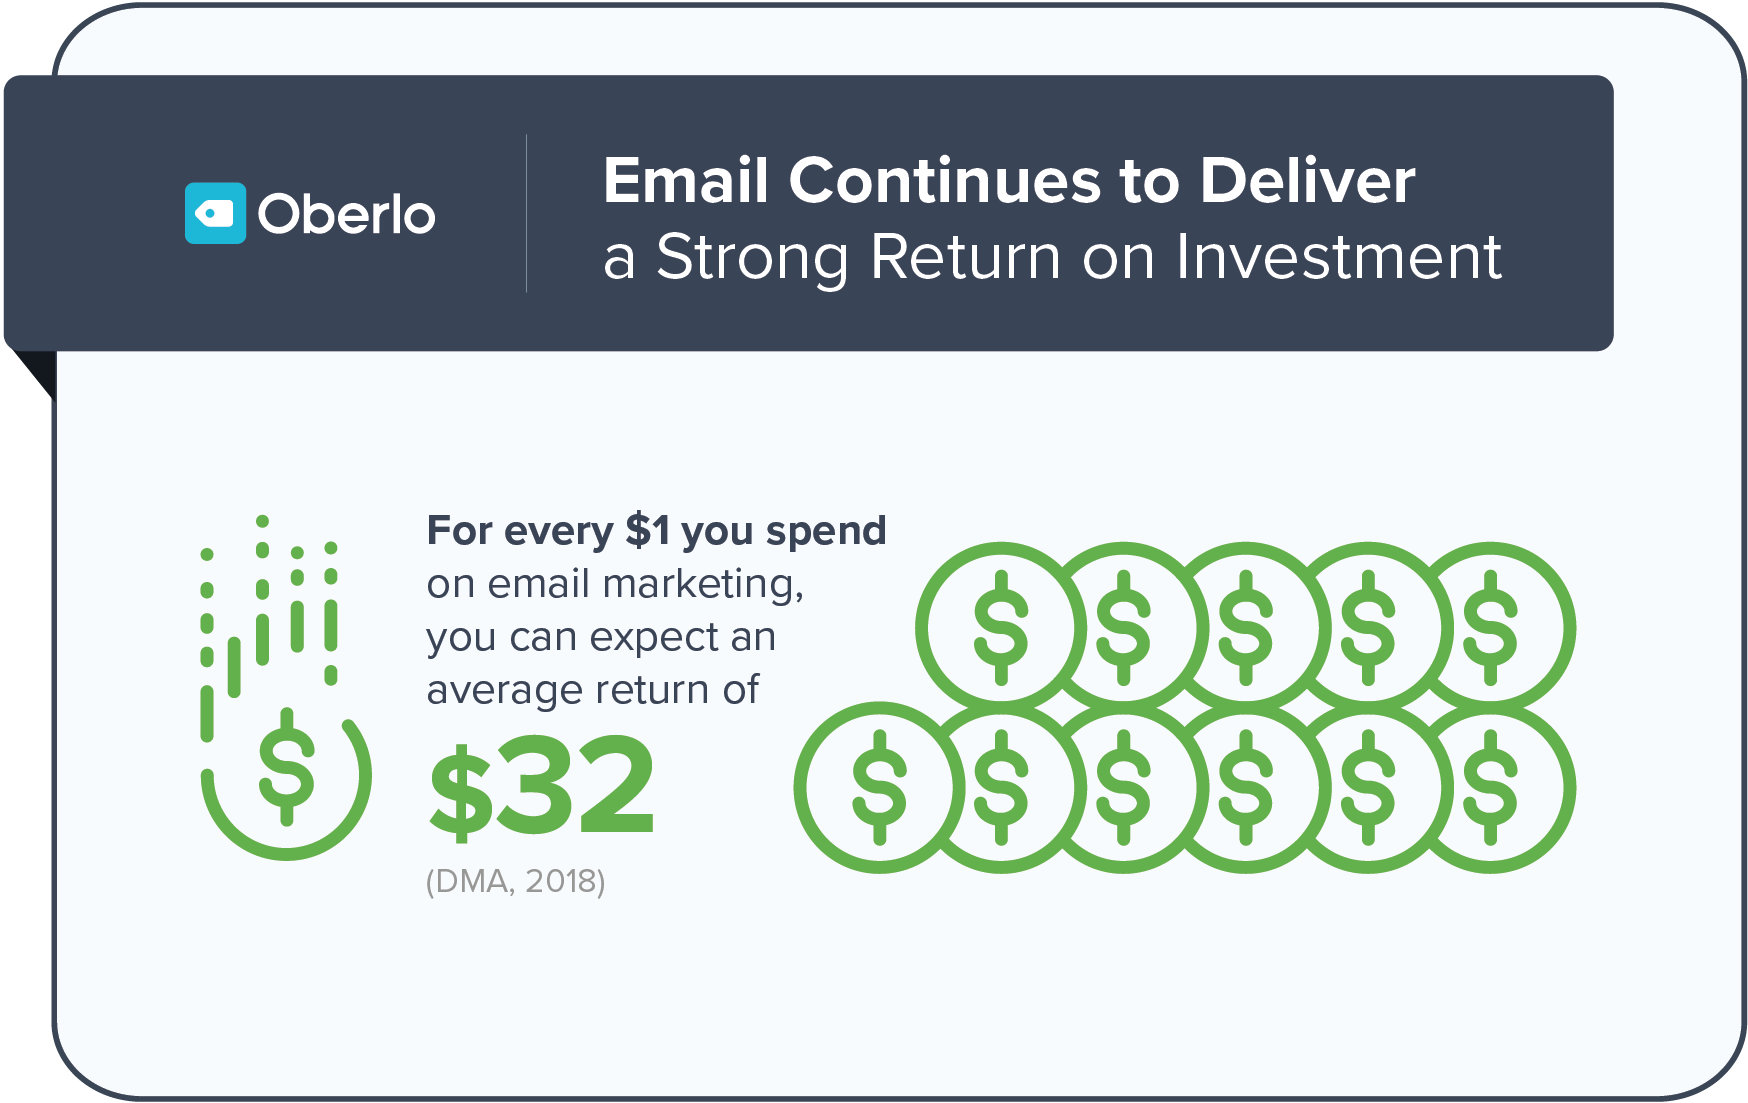 Oberlo
Email Continues to Deliver
a Strong Return on Investment
For every $1 you spend
on email marketing,
you can expect an
average return of
$32
(DMA, 2018)